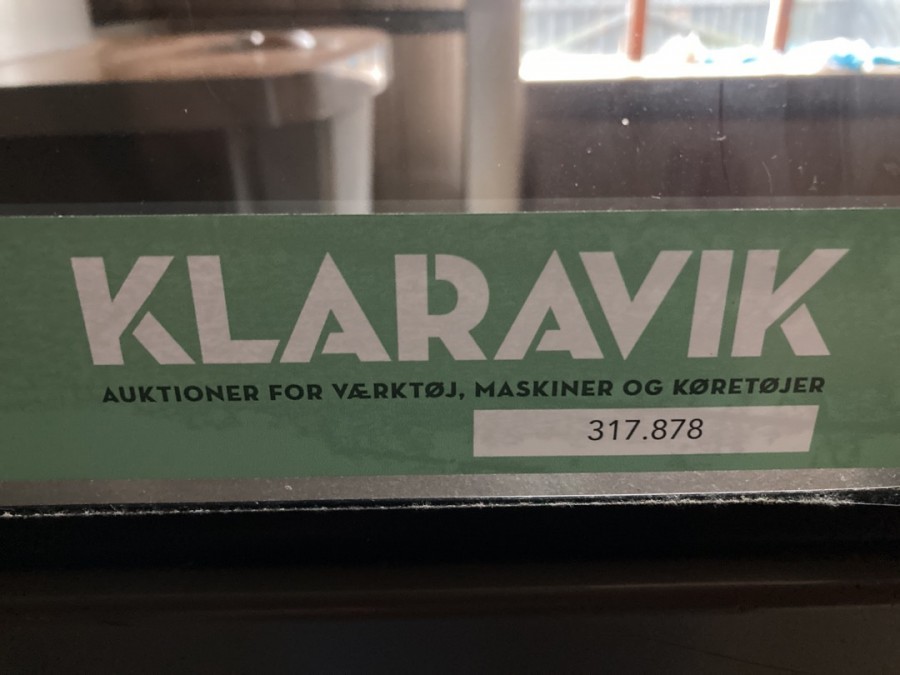 KLARAVIK
AUKTIONER FOR VÆRKTØJ, MASKINER OG KØRETØJER
317.878